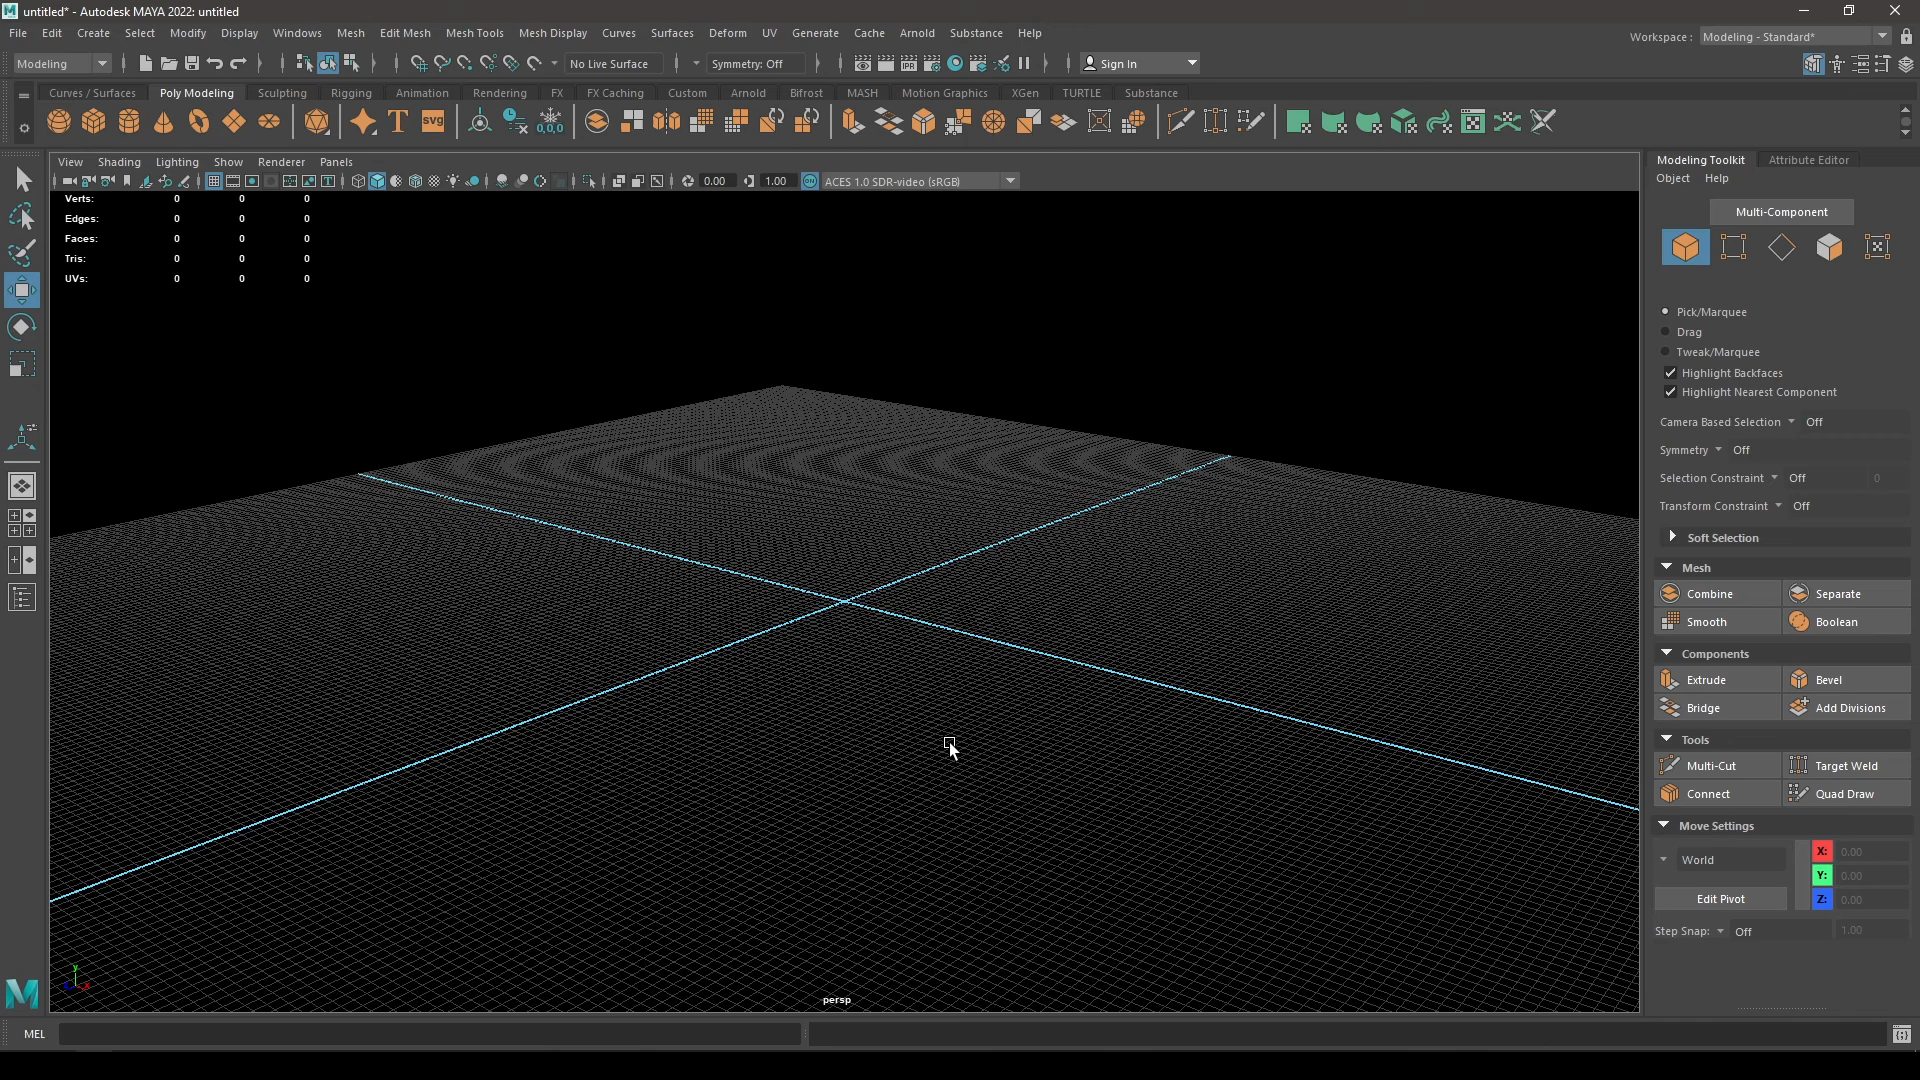 untitled* - Autodesk MAYA 2022: untitled
File Edit Create Select Modify Display Windows Mesh Edit Mesh Mesh Tools Mesh Display Curves Surfaces Deform UV Generate Cache Arnold Substance Help
Workspace : Modeling - Standard*
Modeling No Live Surface Symmetry: Off IPR Sign In
Curves / Surfaces Poly Modeling Sculpting Rigging Animation Rendering FX FX Caching Custom Arnold Bifrost MASH Motion Graphics XGen TURTLE Substance
T SVG 0,0,0
View Shading Lighting Show Renderer Panels
0.00 1.00 ON ACES 1.0 SDR-video (sRGB)
Verts: 0 0 0
Edges: 0 0 0
Faces: 0 0 0
Tris: 0 0 0
UVs: 0 0 0
y
z x
persp
Modeling Toolkit Attribute Editor
Object Help
Multi-Component
Pick/Marquee
Drag
Tweak/Marquee
Highlight Backfaces
Highlight Nearest Component
Camera Based Selection Off
Symmetry Off
Selection Constraint Off 0
Transform Constraint Off
Soft Selection
Mesh
Combine Separate
Smooth Boolean
Components
Extrude Bevel
Bridge Add Divisions
Tools
Multi-Cut Target Weld
Connect Quad Draw
Move Settings
World
X: 0.00
Y: 0.00
Edit Pivot Z: 0.00
Step Snap: Off 1.00
M
MEL